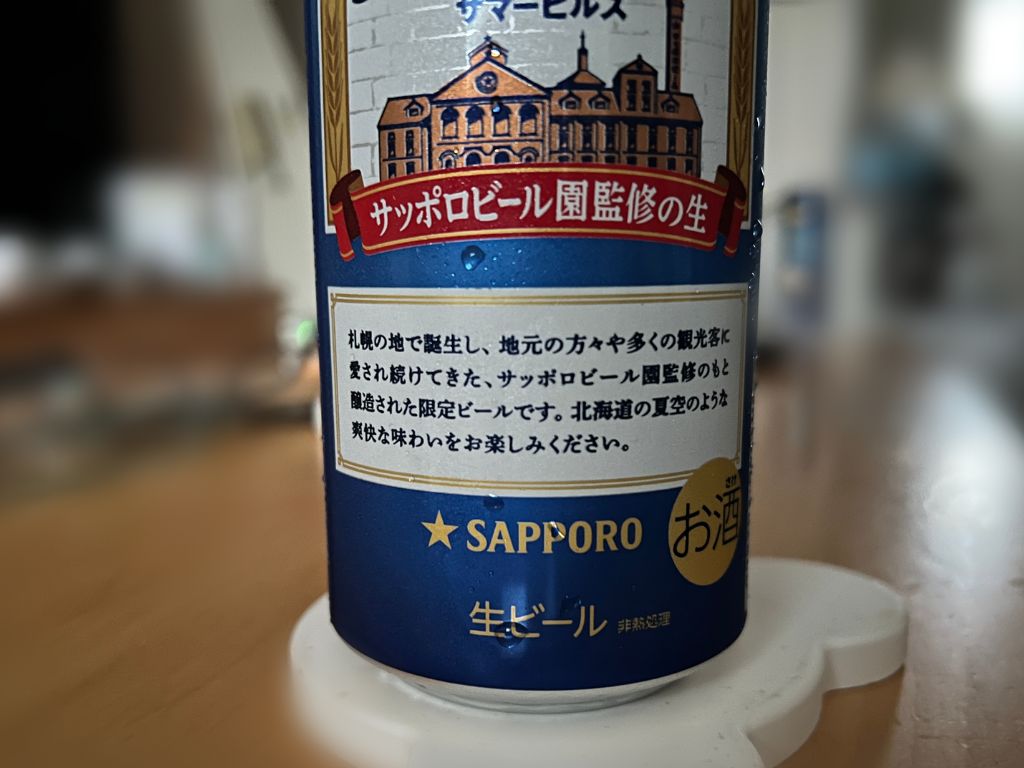 サマーピルス
サッポロビール園監修の生
札幌の地で誕生し、地元の方々や多くの観光客に
愛され続けてきた、サッポロビール園監修のもと
醸造された限定ビールです。北海道の夏空のような
爽快な味わいをお楽しみください。
さけ
お酒
★SAPPORO
生ビール 非熱処理